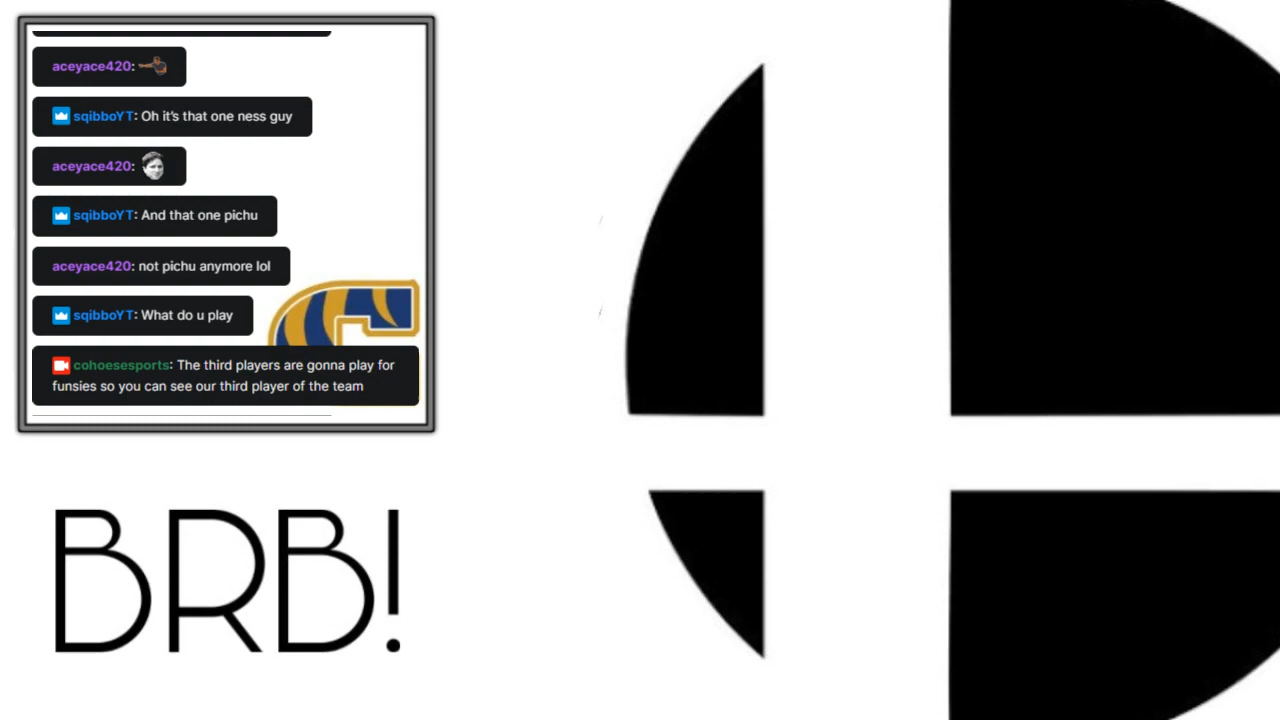 aceyace420:
sqibboYT: Oh it's that one ness guy
aceyace420:
sqibboYT: And that one pichu
aceyace420: not pichu anymore lol
sqibboYT: What do u play
cohoesesports: The third players are gonna play for
funsies so you can see our third player of the team
BRB!